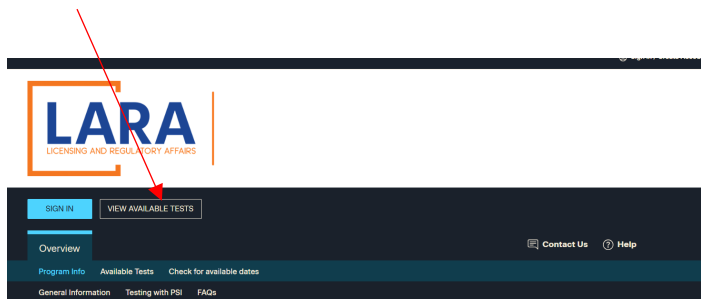 LARA
LICENSING AND REGULATORY AFFAIRS
SIGN IN VIEW AVAILABLE TESTS
Overview Contact Us Help
Program Info Available Tests Check for available dates
General Information Testing with PSI FAQs